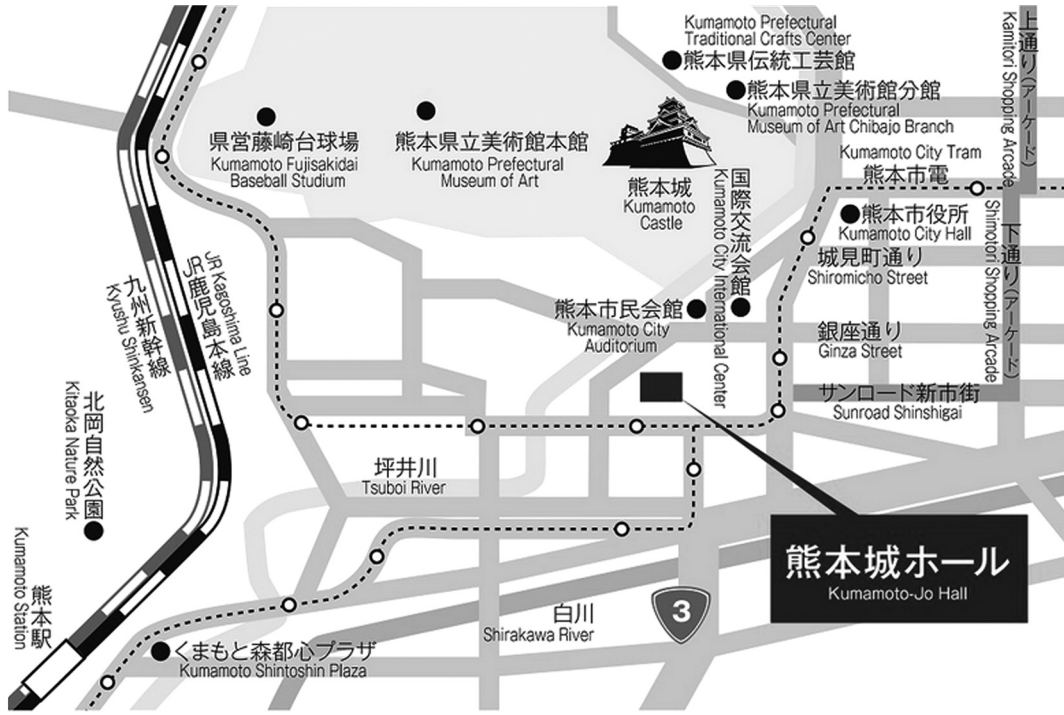 Kumamoto Prefectural
Traditional Crafts Center
熊本県伝統工芸館
熊本県立美術館分館
Kumamoto Prefectural
Museum of Art Chibajo Branch
上通り(アーケード)
Kamitori Shopping Arcade
県営藤崎台球場
Kumamoto Fujisakidai
Baseball Studium
熊本県立美術館本館
Kumamoto Prefectural
Museum of Art
熊本城
Kumamoto
Castle
国際交流会館
Kumamoto City International Center
Kumamoto City Tram
熊本市電
熊本市役所
Kumamoto City Hall
下通り(アーケード)
Shimotori Shopping Arcade
城見町通り
Shiromicho Street
銀座通り
Ginza Street
サンロード新市街
Sunroad Shinshigai
熊本市民会館
Kumamoto City
Auditorium
JR Kagoshima Line
JR鹿児島本線
九州新幹線
Kyushu Shinkansen
北岡自然公園
Kitaoka Nature Park
坪井川
Tsuboi River
熊本城ホール
Kumamoto-Jo Hall
熊本駅
Kumamoto Station
白川
Shirakawa River
3
くまもと森都心プラザ
Kumamoto Shintoshin Plaza